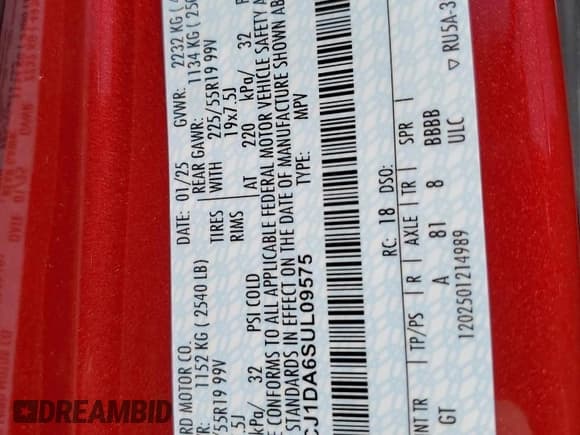 RD MOTOR CO. DATE: 01/25 GVWR: 2232 KG
1152 KG ( 2540 LB) REAR GAWR: 1134 KG
/55R19 99V TIRES WITH 225/55R19 99V
.5J RIMS 19x7.5J
kPa/ 32 PSI COLD AT 220 kPa/ 32
E CONFORMS TO ALL APPLICABLE FEDERAL MOTOR VEHICLE SAFETY A
STANDARDS IN EFFECT ON THE DATE OF MANUFACTURE SHOWN ABOV
CJ1DA6SUL09575 TYPE: MPV
RC: 18 DSO:
INT TR TP/PS R AXLE TR SPR
GT A 81 8 BBBB
1202501214989 ULC
▽ RU5A-3
DREAMBID